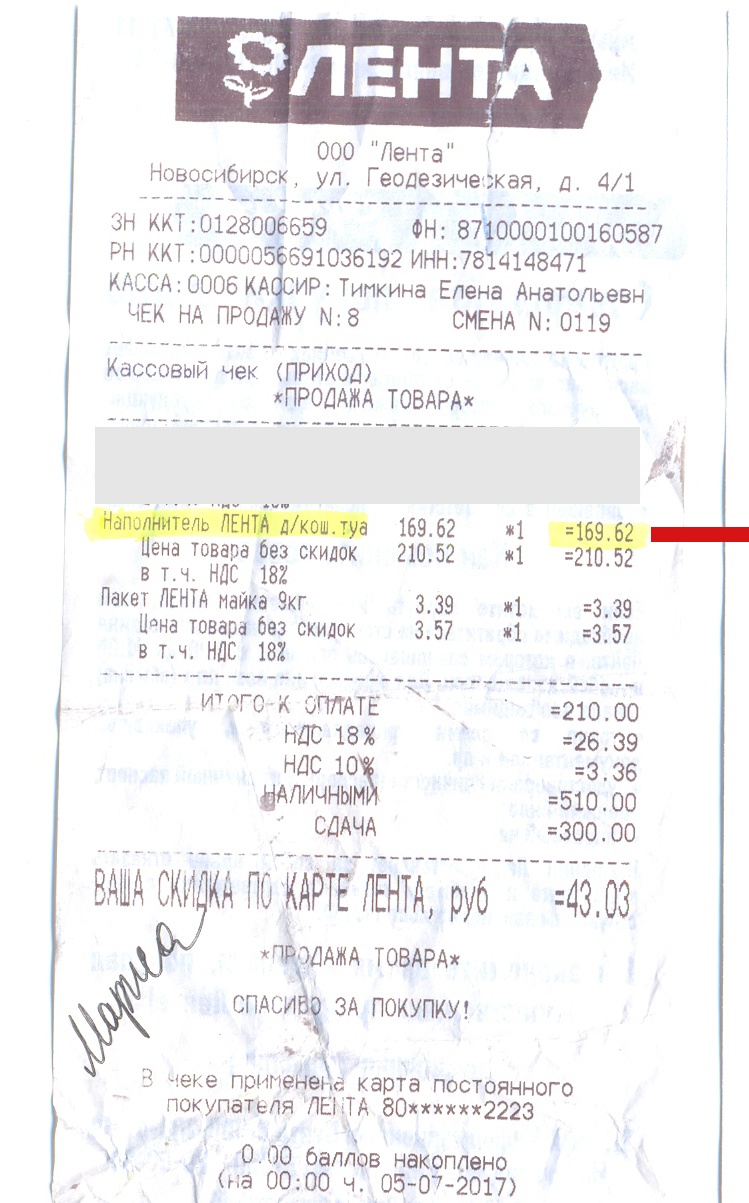 ЛЕНТА
ООО "Лента"
Новосибирск, ул. Геодезическая, д. 4/1
ЗН ККТ:0128006659 ФН: 8710000100160587
РН ККТ:0000056691036192 ИНН:7814148471
КАССА:0006 КАССИР: Тимкина Елена Анатольевн
ЧЕК НА ПРОДАЖУ N:8 СМЕНА N:0119
Кассовый чек (ПРИХОД)
*ПРОДАЖА ТОВАРА*
Наполнитель ЛЕНТА д/кош.туа 169.62 *1 =169.62
Цена товара без скидок 210.52 *1 =210.52
в т.ч. НДС 18%
Пакет ЛЕНТА майка 9кг 3.39 *1 =3.39
Цена товара без скидок 3.57 *1 =3.57
в т.ч. НДС 18%
ИТОГО К ОПЛАТЕ =210.00
НДС 18% =26.39
НДС 10% =3.36
НАЛИЧНЫМИ =510.00
СДАЧА =300.00
ВАША СКИДКА ПО КАРТЕ ЛЕНТА, руб =43.03
*ПРОДАЖА ТОВАРА*
Мариса
СПАСИБО ЗА ПОКУПКУ!
В чеке применена карта постоянного
покупателя ЛЕНТА 80******2223
0.00 баллов накоплено
(на 00:00 ч. 05-07-2017)